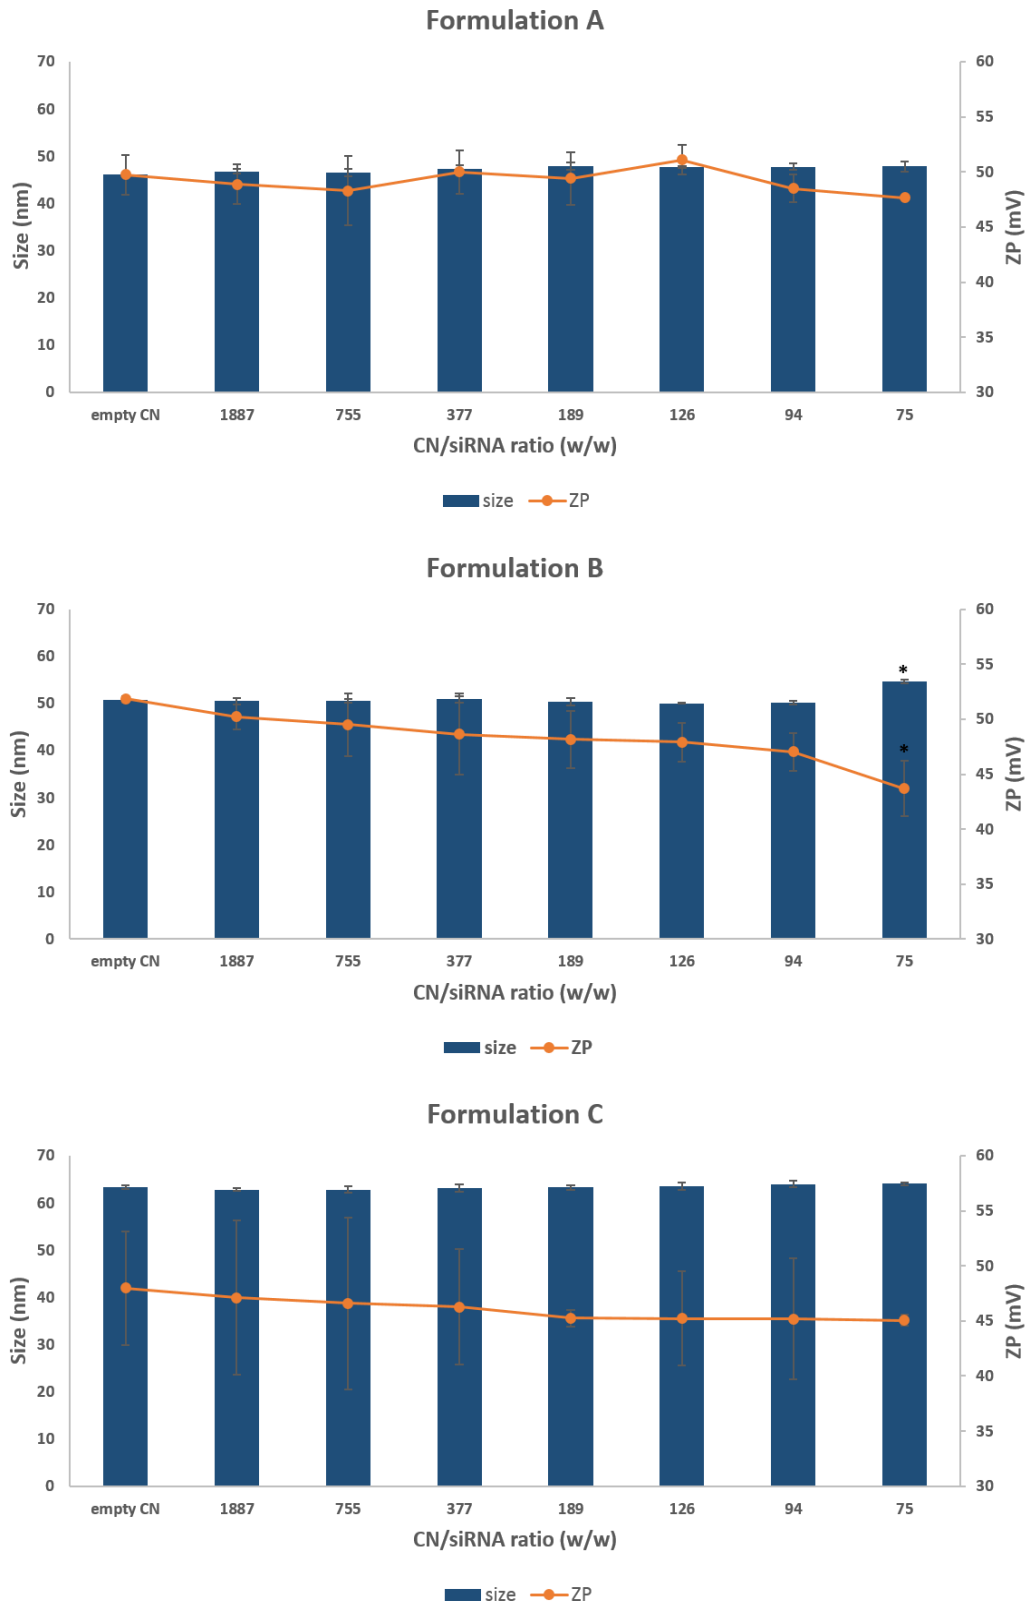 Formulation A
70 60
60 55
50 50
40 45
30 40
20 35
10
0 30
Size (nm)
ZP (mV)
empty CN 1887 755 377 189 126 94 75
CN/siRNA ratio (w/w)
size ZP
Formulation B
70 60
60 55
50 50
40 45
30 40
20 35
10
0 30
Size (nm)
ZP (mV)
*
*
empty CN 1887 755 377 189 126 94 75
CN/siRNA ratio (w/w)
size ZP
Formulation C
70 60
60 55
50 50
40 45
30 40
20 35
10
0 30
Size (nm)
ZP (mV)
empty CN 1887 755 377 189 126 94 75
CN/siRNA ratio (w/w)
size ZP